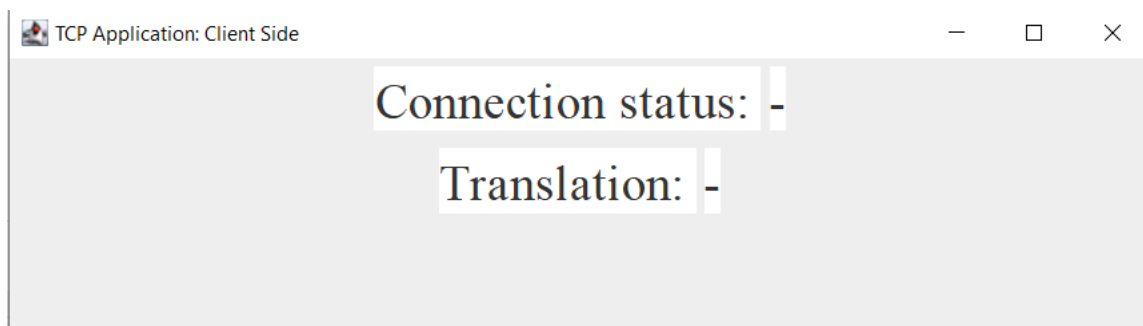 TCP Application: Client Side
Connection status: -
Translation: -